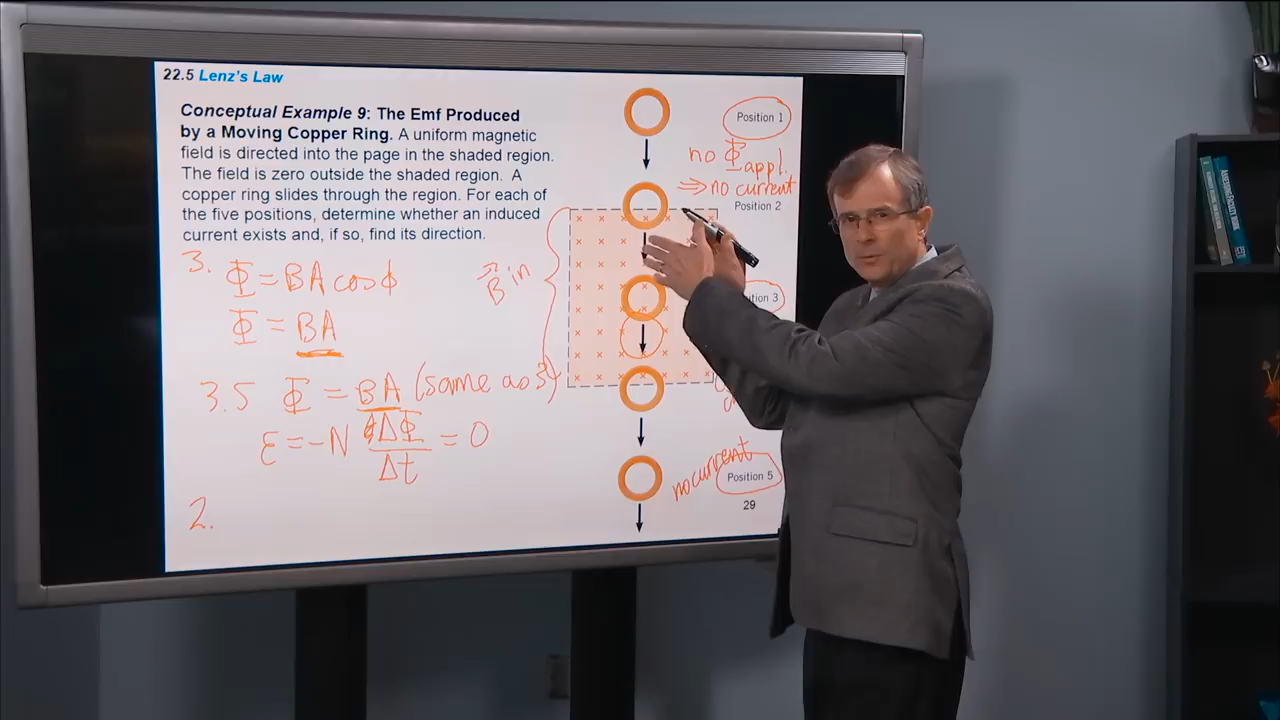 22.5 Lenz's Law
Conceptual Example 9: The Emf Produced
by a Moving Copper Ring. A uniform magnetic
field is directed into the page in the shaded region.
The field is zero outside the shaded region. A
copper ring slides through the region. For each of
the five positions, determine whether an induced
current exists and, if so, find its direction.
3. Φ = BA cos ϕ
Φ = BA
3.5 Φ = BA (same as 3)
ε = -N ΔΦ/Δt = 0
2.
B⃗ in
Position 1
no Φ appl.
⇒ no current
Position 2
ition 3
no current
Position 5
29